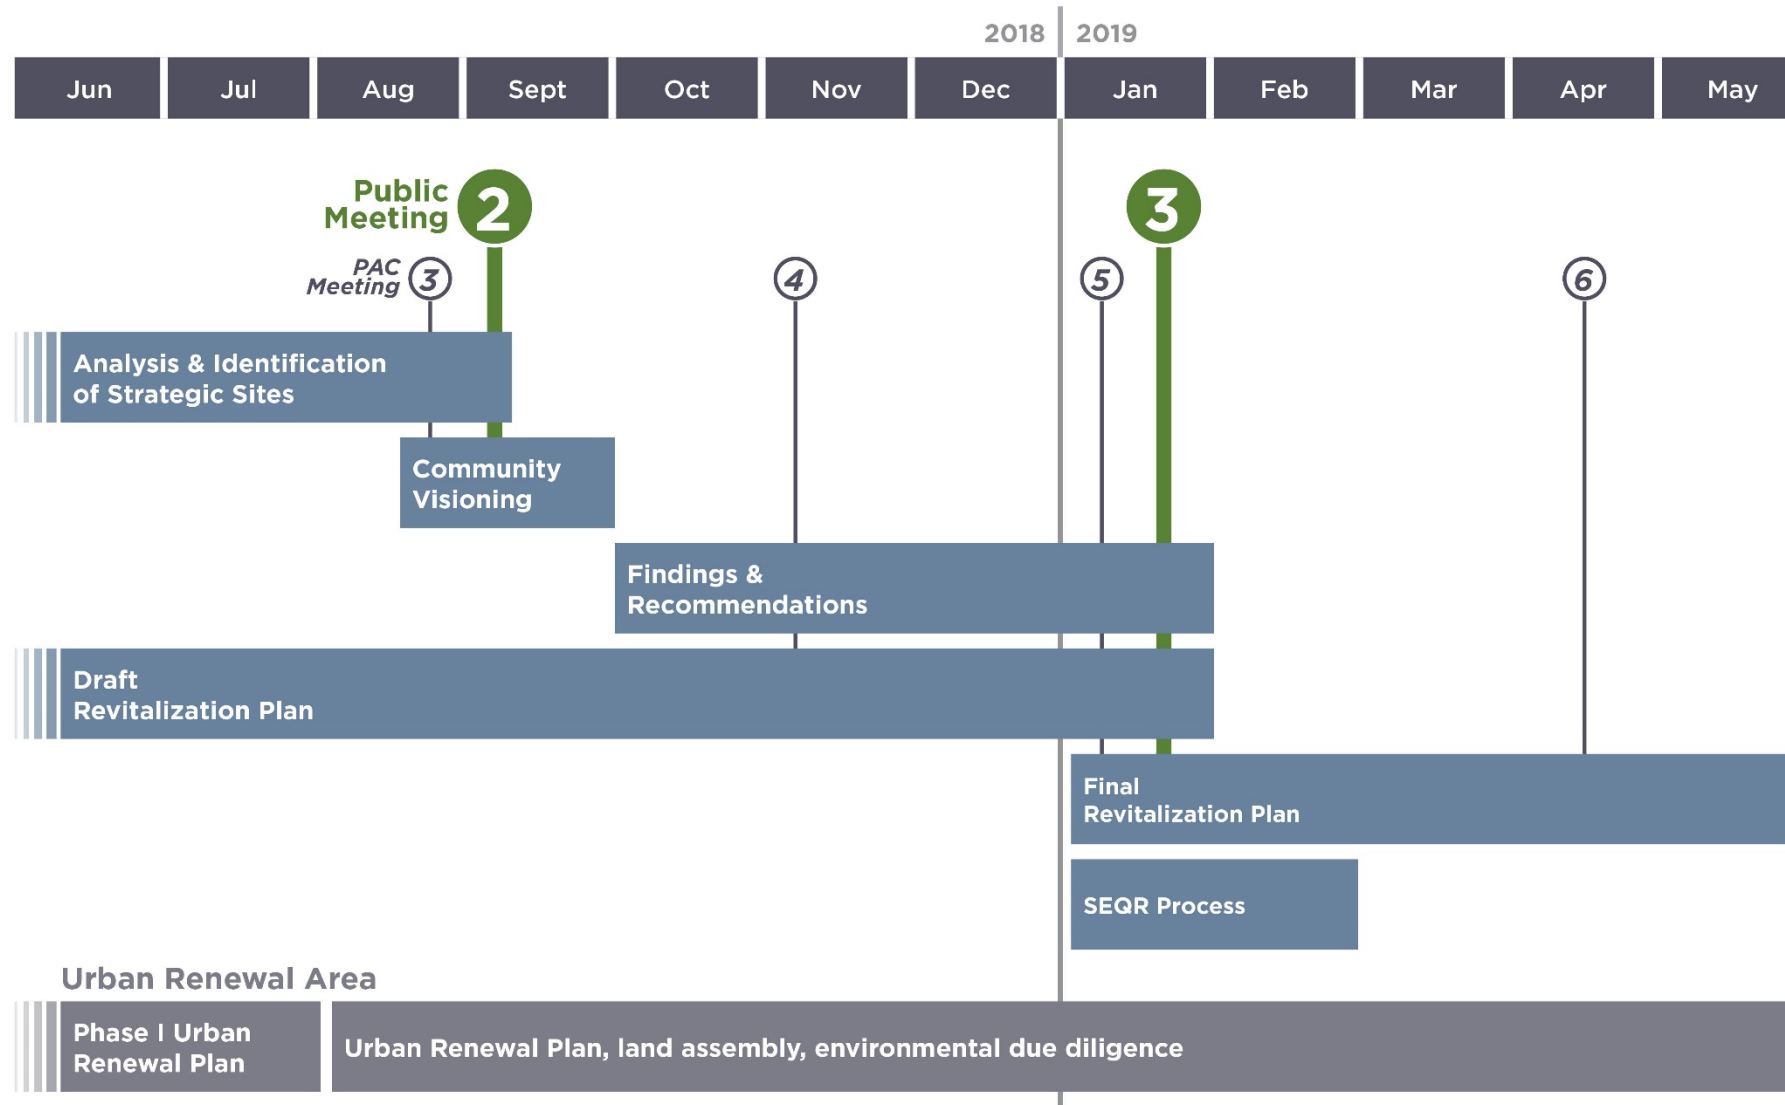 2018 2019
Jun Jul Aug Sept Oct Nov Dec Jan Feb Mar Apr May
Public
Meeting
2
3
PAC
Meeting
3
4
5
6
Analysis & Identification
of Strategic Sites
Community
Visioning
Findings &
Recommendations
Draft
Revitalization Plan
Final
Revitalization Plan
SEQR Process
Urban Renewal Area
Phase I Urban
Renewal Plan
Urban Renewal Plan, land assembly, environmental due diligence